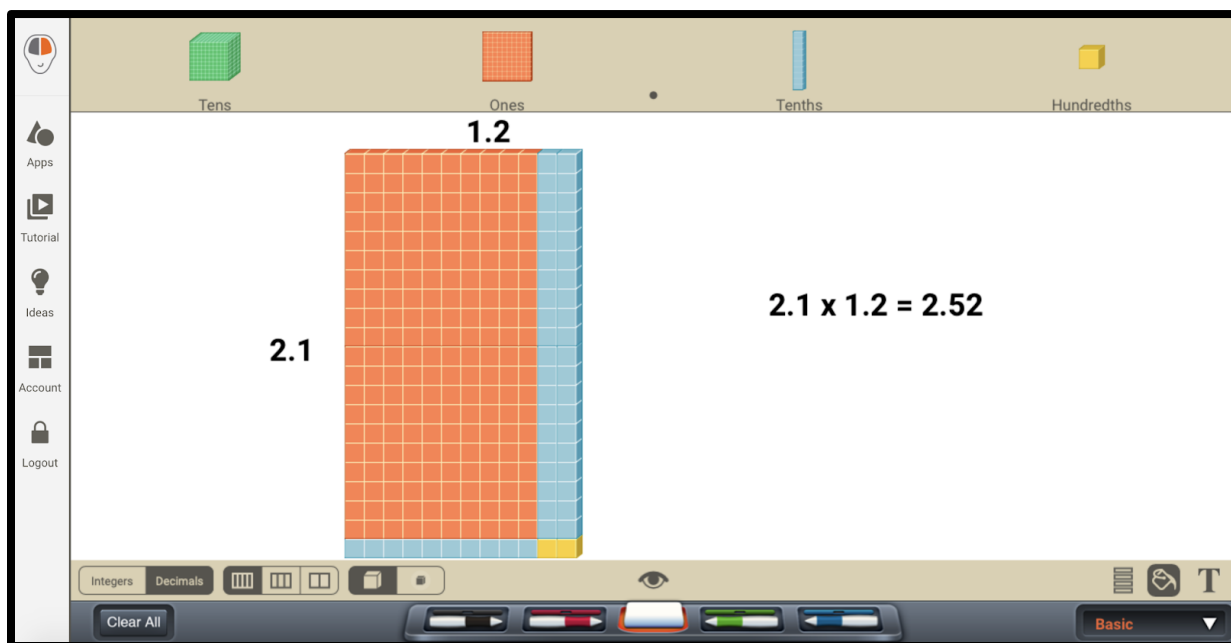 Tens
Ones
Tenths
Hundredths
1.2
Apps
Tutorial
Ideas
Account
Logout
2.1
2.1 x 1.2 = 2.52
Integers
Decimals
T
Clear All
Basic